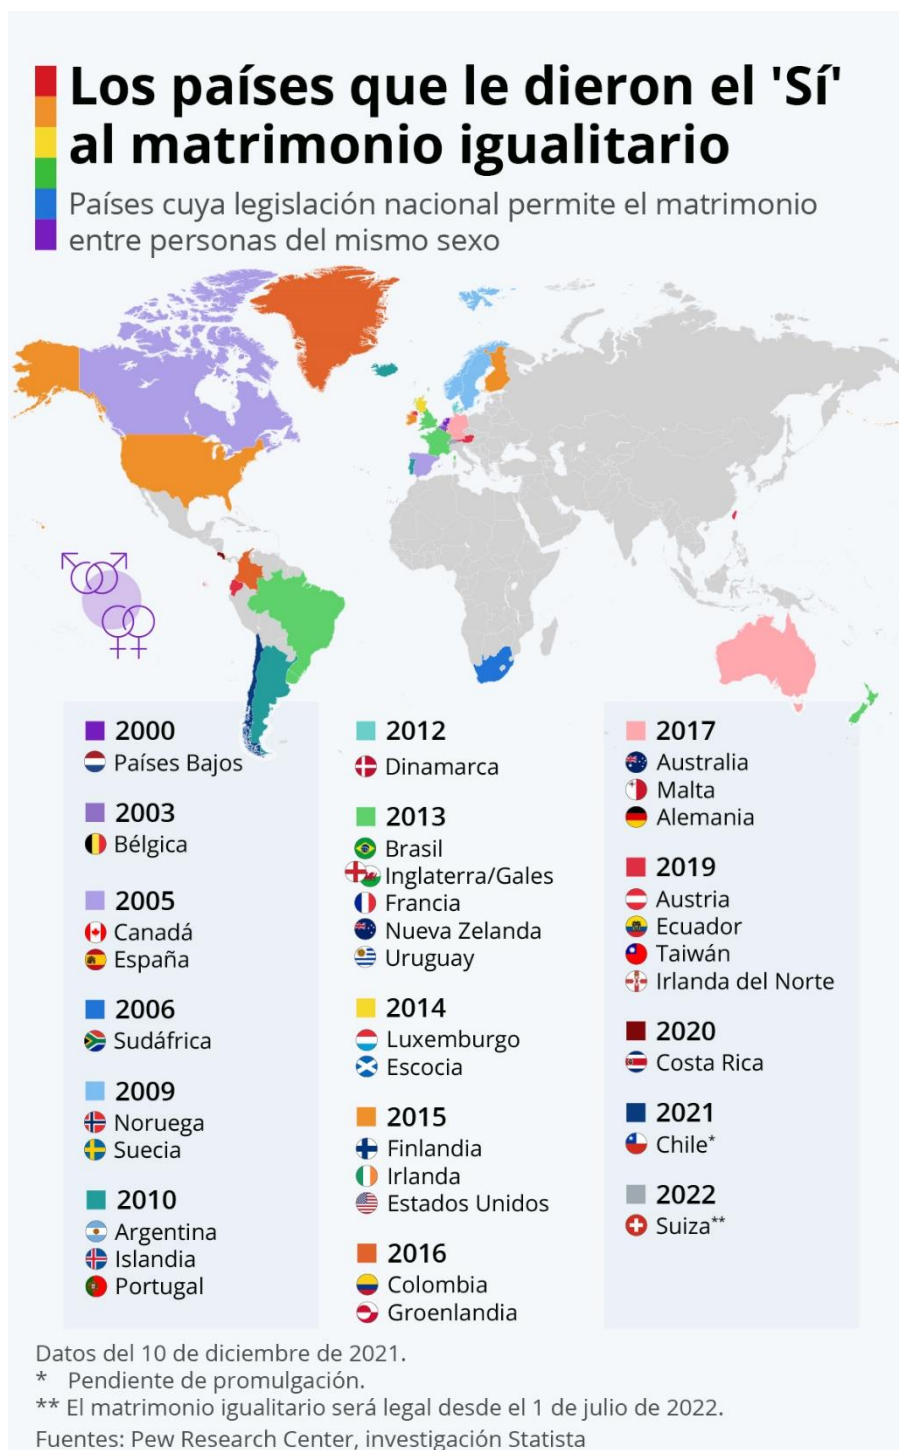 Los países que le dieron el 'Sí'
al matrimonio igualitario
Países cuya legislación nacional permite el matrimonio
entre personas del mismo sexo
2000
Países Bajos
2003
Bélgica
2005
Canadá
España
2006
Sudáfrica
2009
Noruega
Suecia
2010
Argentina
Islandia
Portugal
2012
Dinamarca
2013
Brasil
Inglaterra/Gales
Francia
Nueva Zelanda
Uruguay
2014
Luxemburgo
Escocia
2015
Finlandia
Irlanda
Estados Unidos
2016
Colombia
Groenlandia
2017
Australia
Malta
Alemania
2019
Austria
Ecuador
Taiwán
Irlanda del Norte
2020
Costa Rica
2021
Chile*
2022
Suiza**
Datos del 10 de diciembre de 2021.
* Pendiente de promulgación.
** El matrimonio igualitario será legal desde el 1 de julio de 2022.
Fuentes: Pew Research Center, investigación Statista